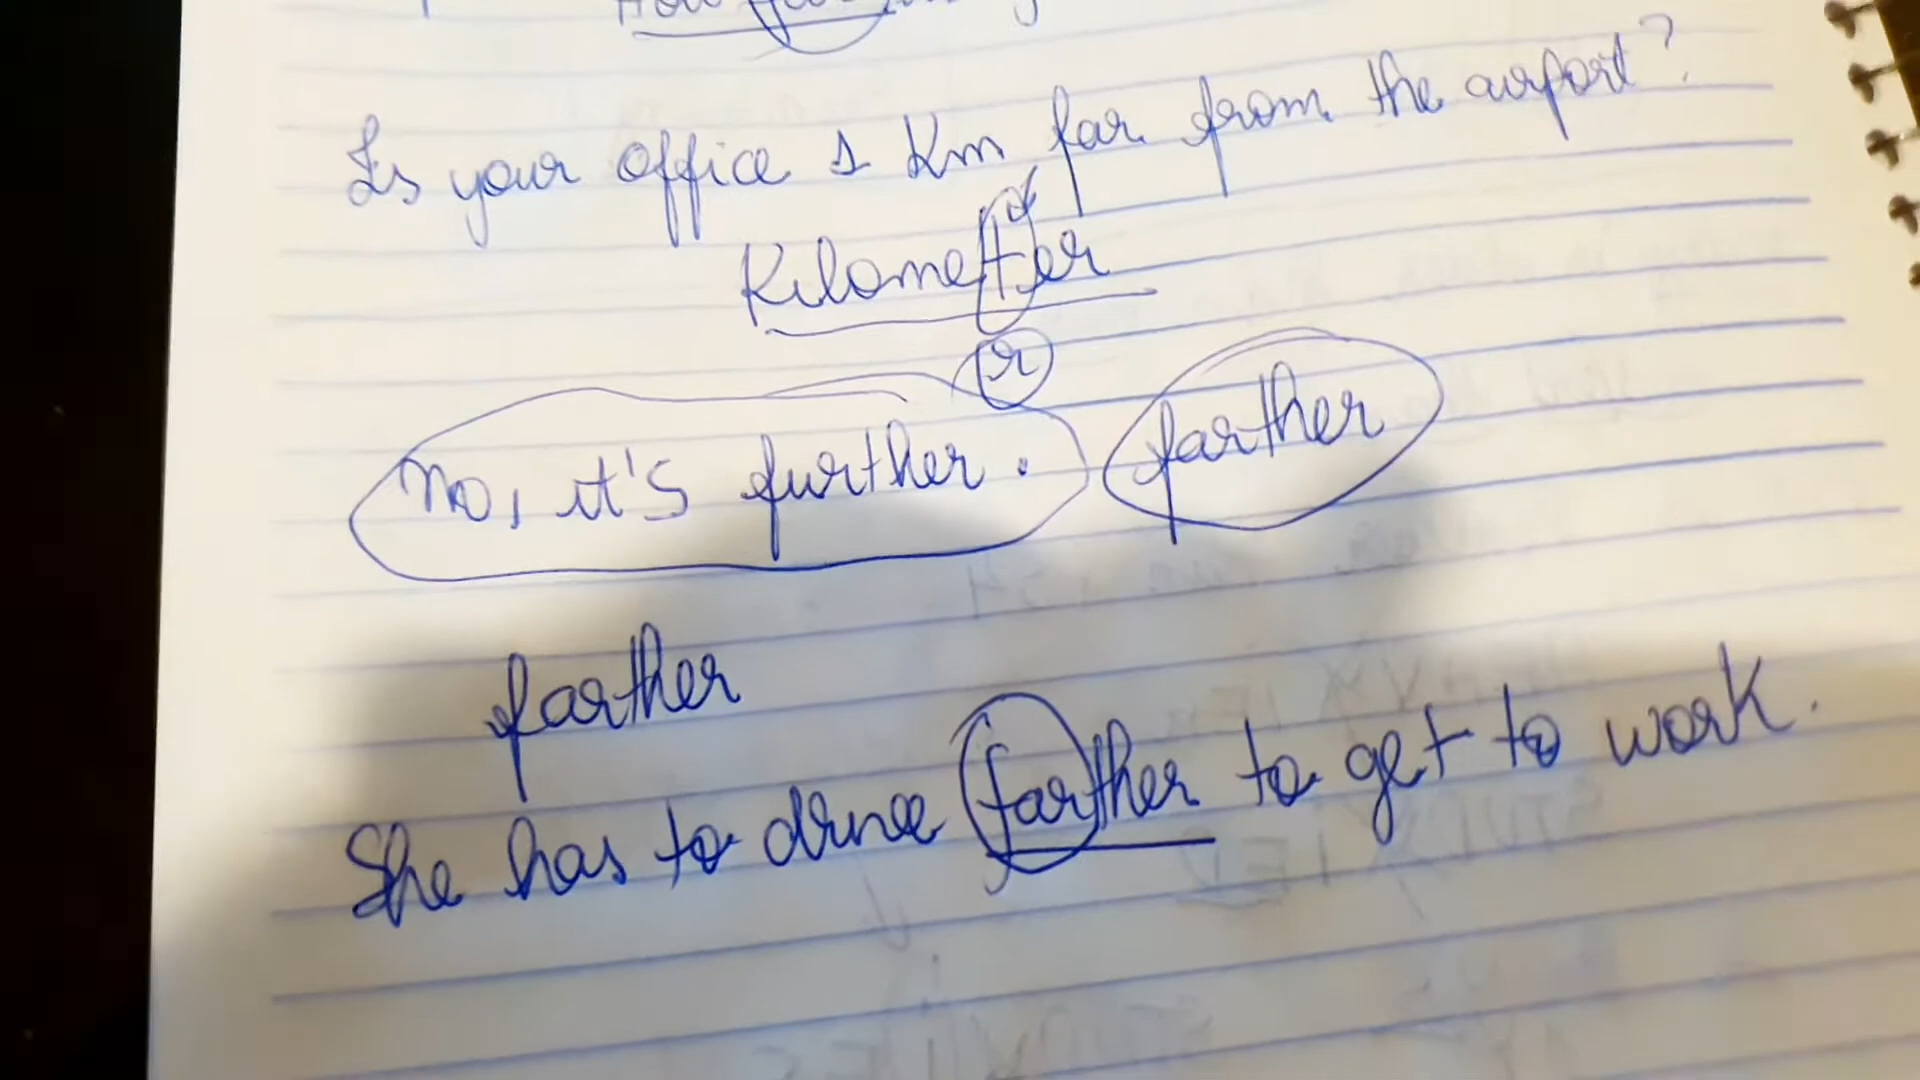 Is your office 1 Km far from the airport?
d
Kilometer
r
No, it's further. farther
farther
She has to drive farther to get to work.